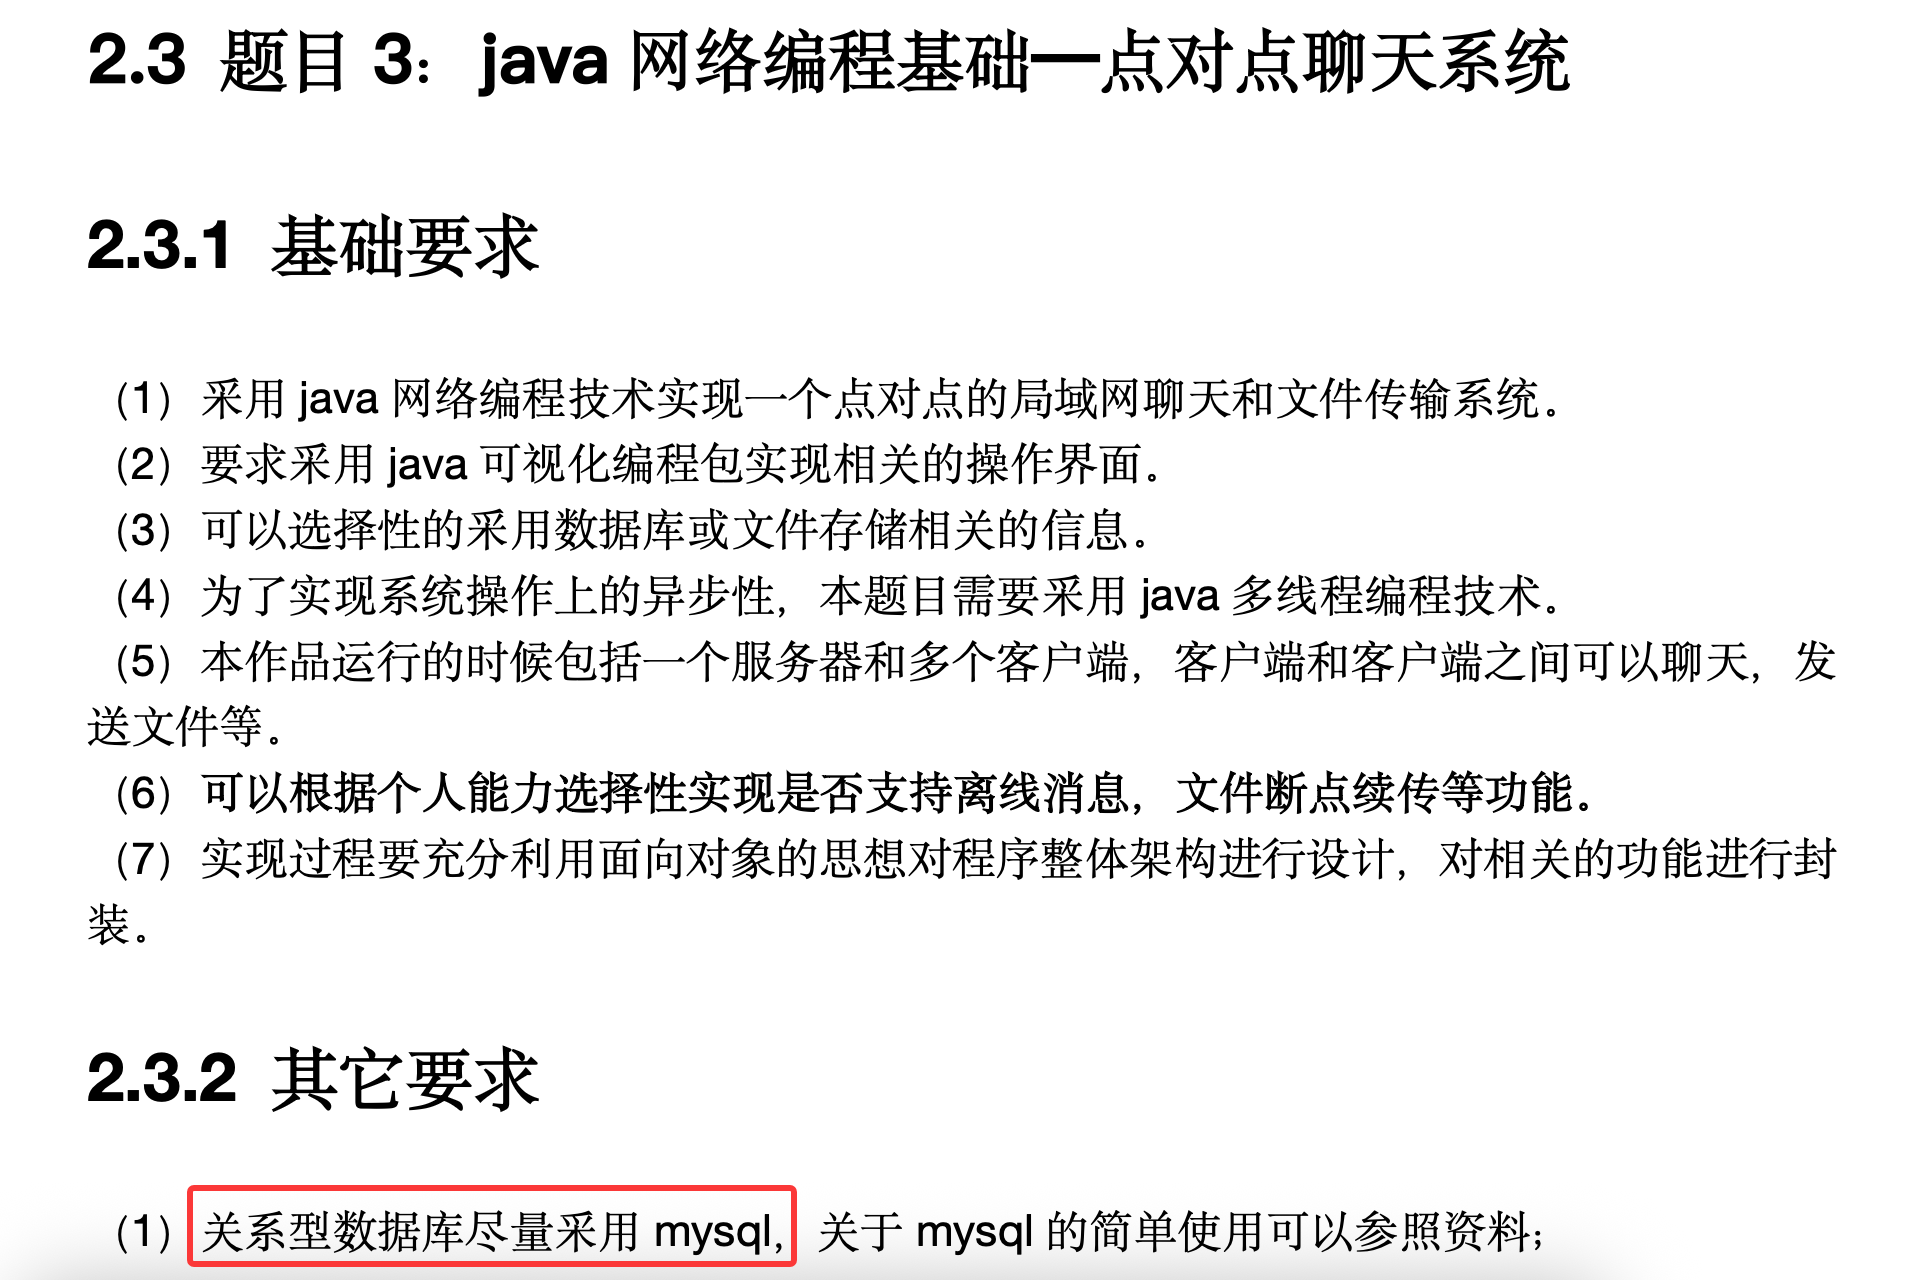 2.3 题目 3：java 网络编程基础—点对点聊天系统
2.3.1 基础要求
（1）采用 java 网络编程技术实现一个点对点的局域网聊天和文件传输系统。
（2）要求采用 java 可视化编程包实现相关的操作界面。
（3）可以选择性的采用数据库或文件存储相关的信息。
（4）为了实现系统操作上的异步性，本题目需要采用 java 多线程编程技术。
（5）本作品运行的时候包括一个服务器和多个客户端，客户端和客户端之间可以聊天，发
送文件等。
（6）可以根据个人能力选择性实现是否支持离线消息，文件断点续传等功能。
（7）实现过程要充分利用面向对象的思想对程序整体架构进行设计，对相关的功能进行封
装。
2.3.2 其它要求
（1）关系型数据库尽量采用 mysql，关于 mysql 的简单使用可以参照资料；